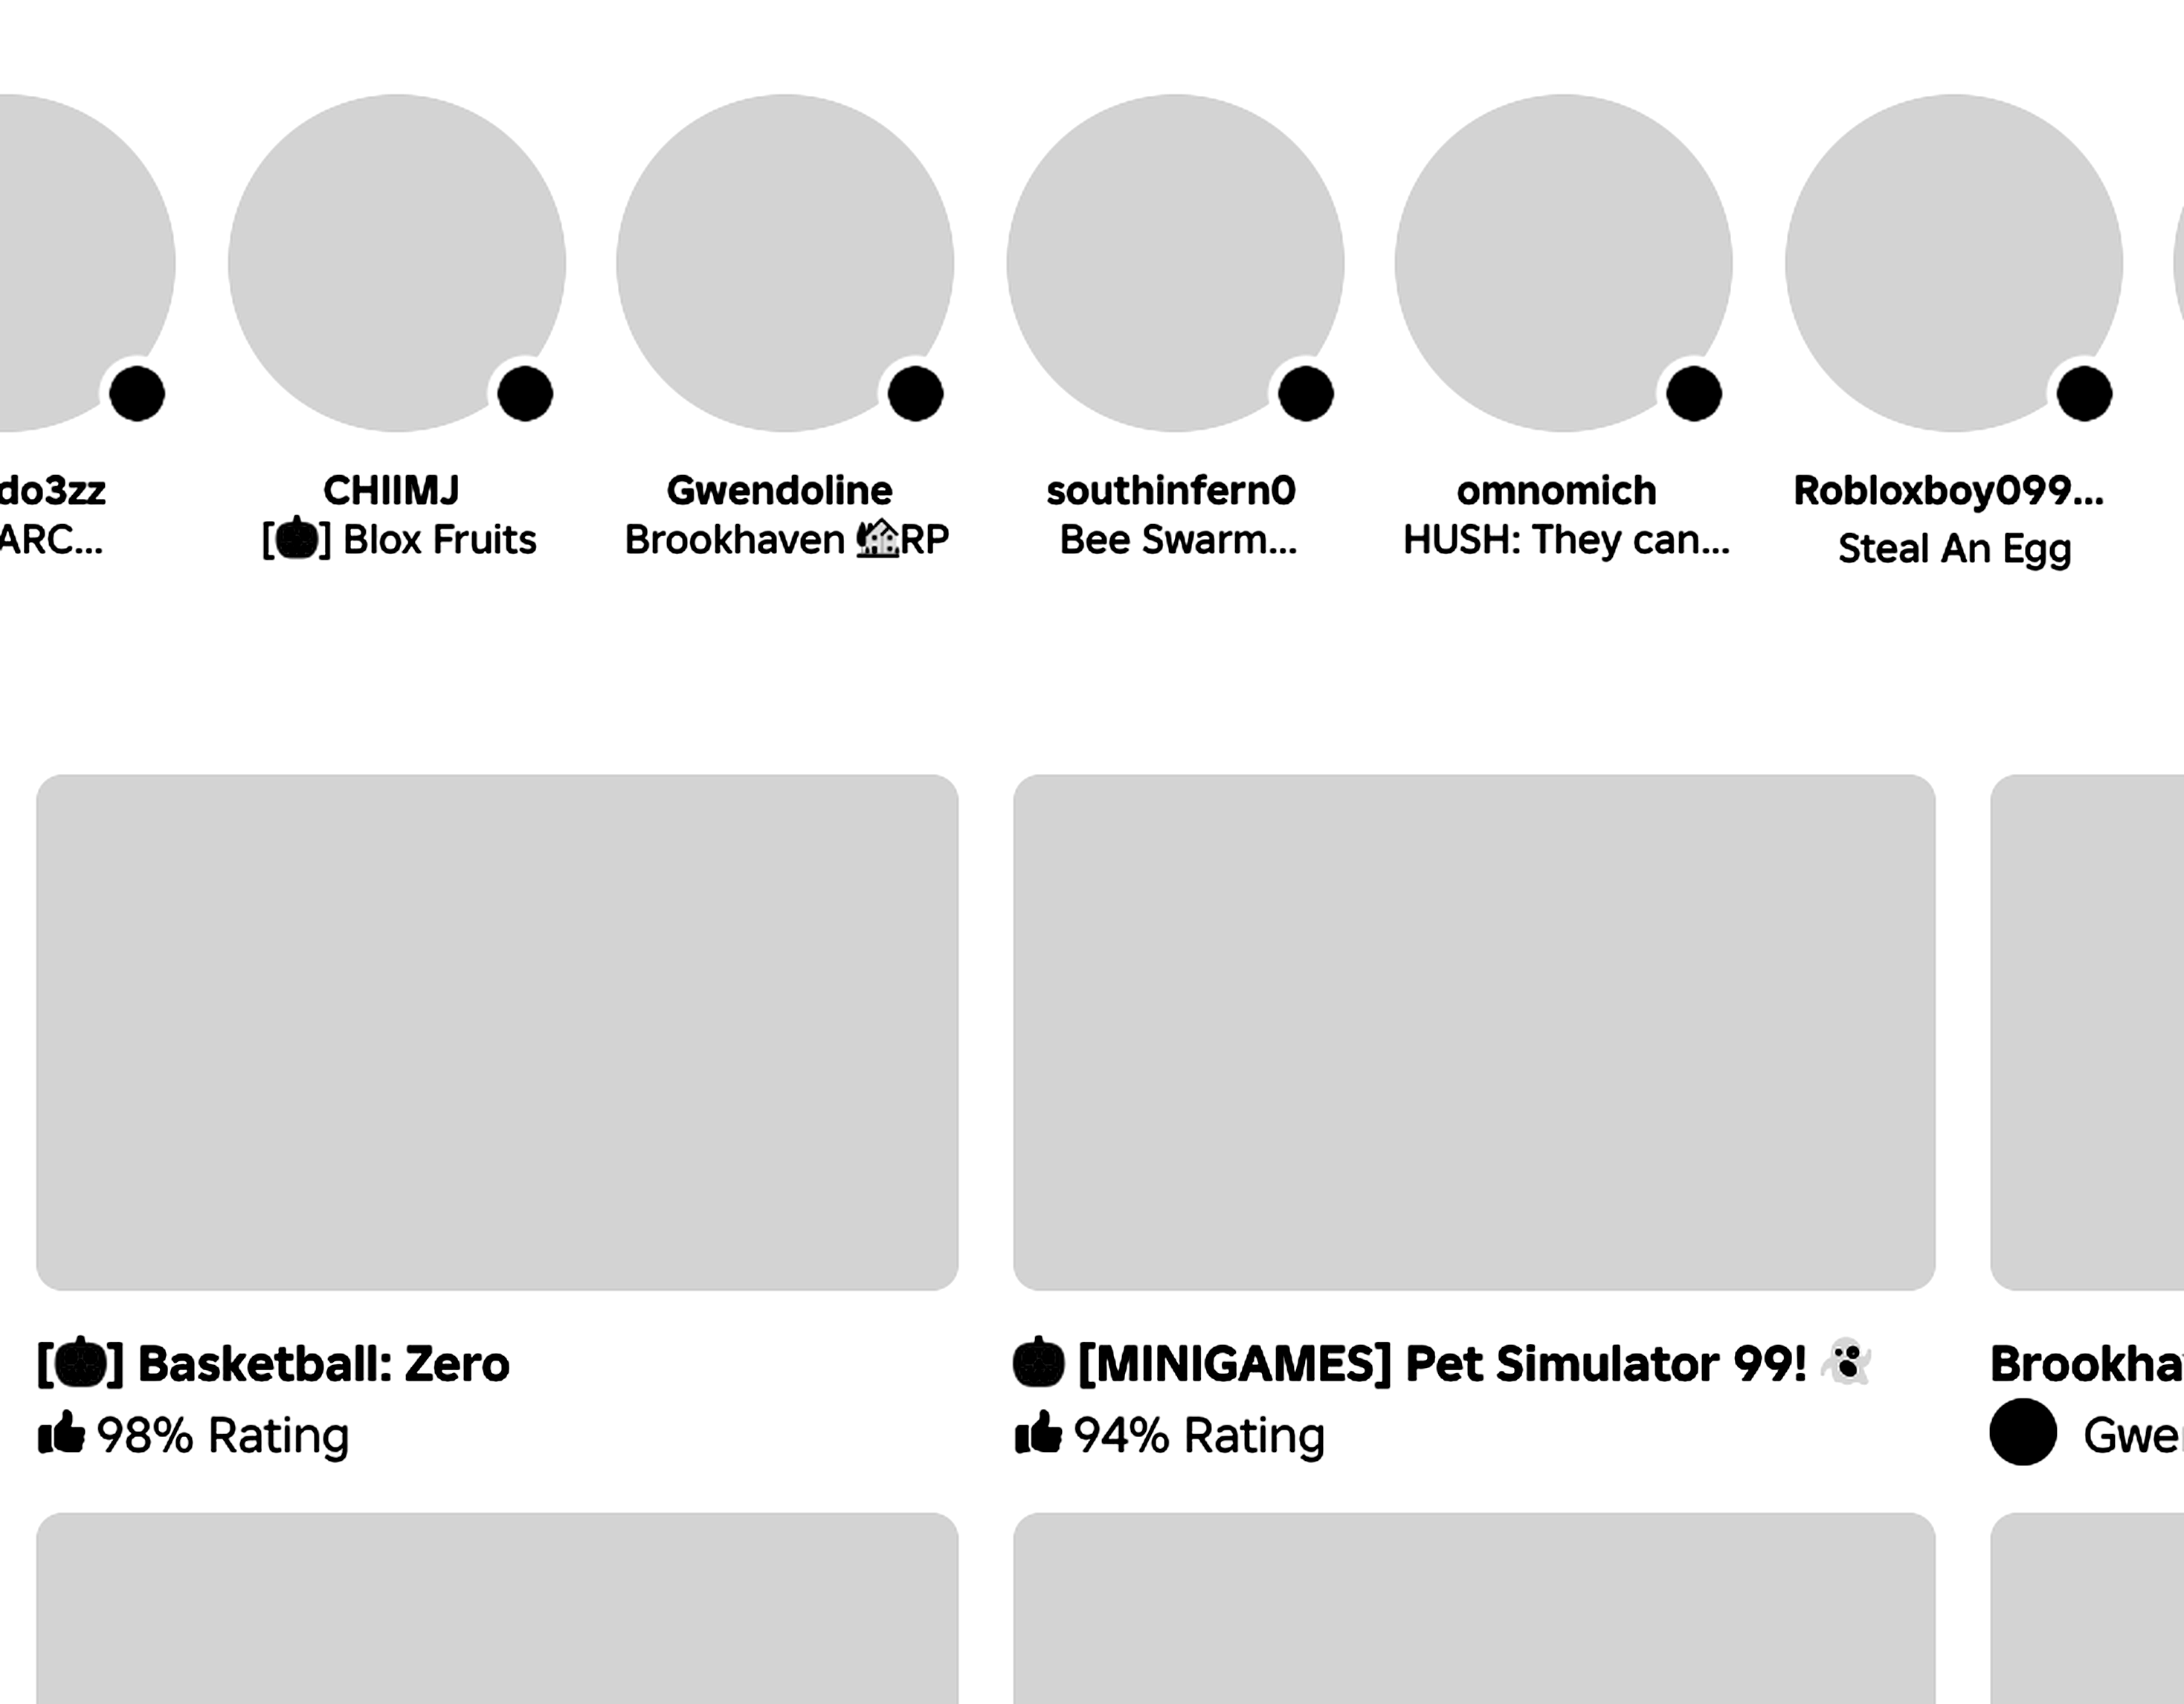 do3zz
ARC...
CHIIMJ
[🎃] Blox Fruits
Gwendoline
Brookhaven 🏡RP
southinfern0
Bee Swarm...
omnomich
HUSH: They can...
Robloxboy099...
Steal An Egg
[🎃] Basketball: Zero
98% Rating
🎃 [MINIGAMES] Pet Simulator 99! 👻
94% Rating
Brookha
Gwe